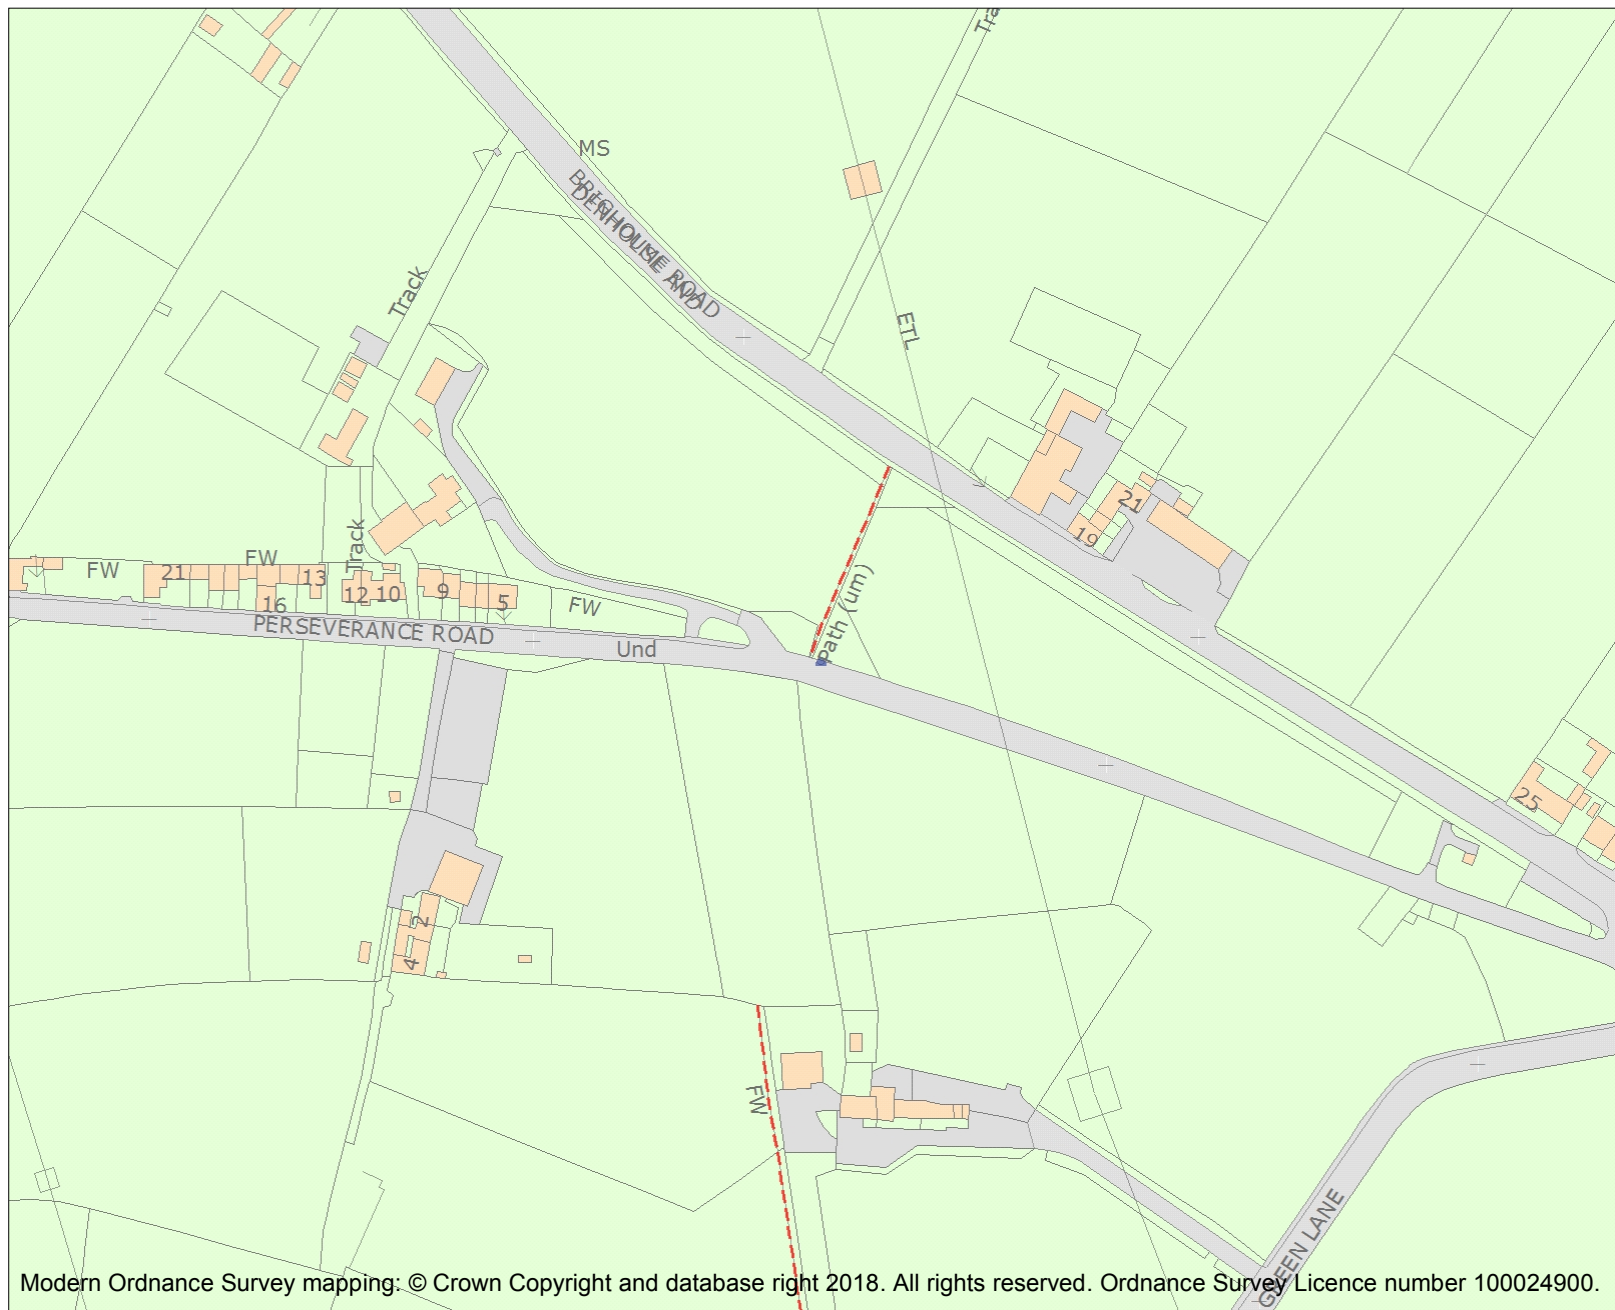 Tra
MS
BRIGHOUSE AND
DENHOLME ROAD
Track
ETL
21
19
Track
FW
FW
21
13
16
12
10
9
5
FW
Path (um)
PERSEVERANCE ROAD
Und
25
2
4
FW
GREEN LANE
Modern Ordnance Survey mapping: © Crown Copyright and database right 2018. All rights reserved. Ordnance Survey Licence number 100024900.